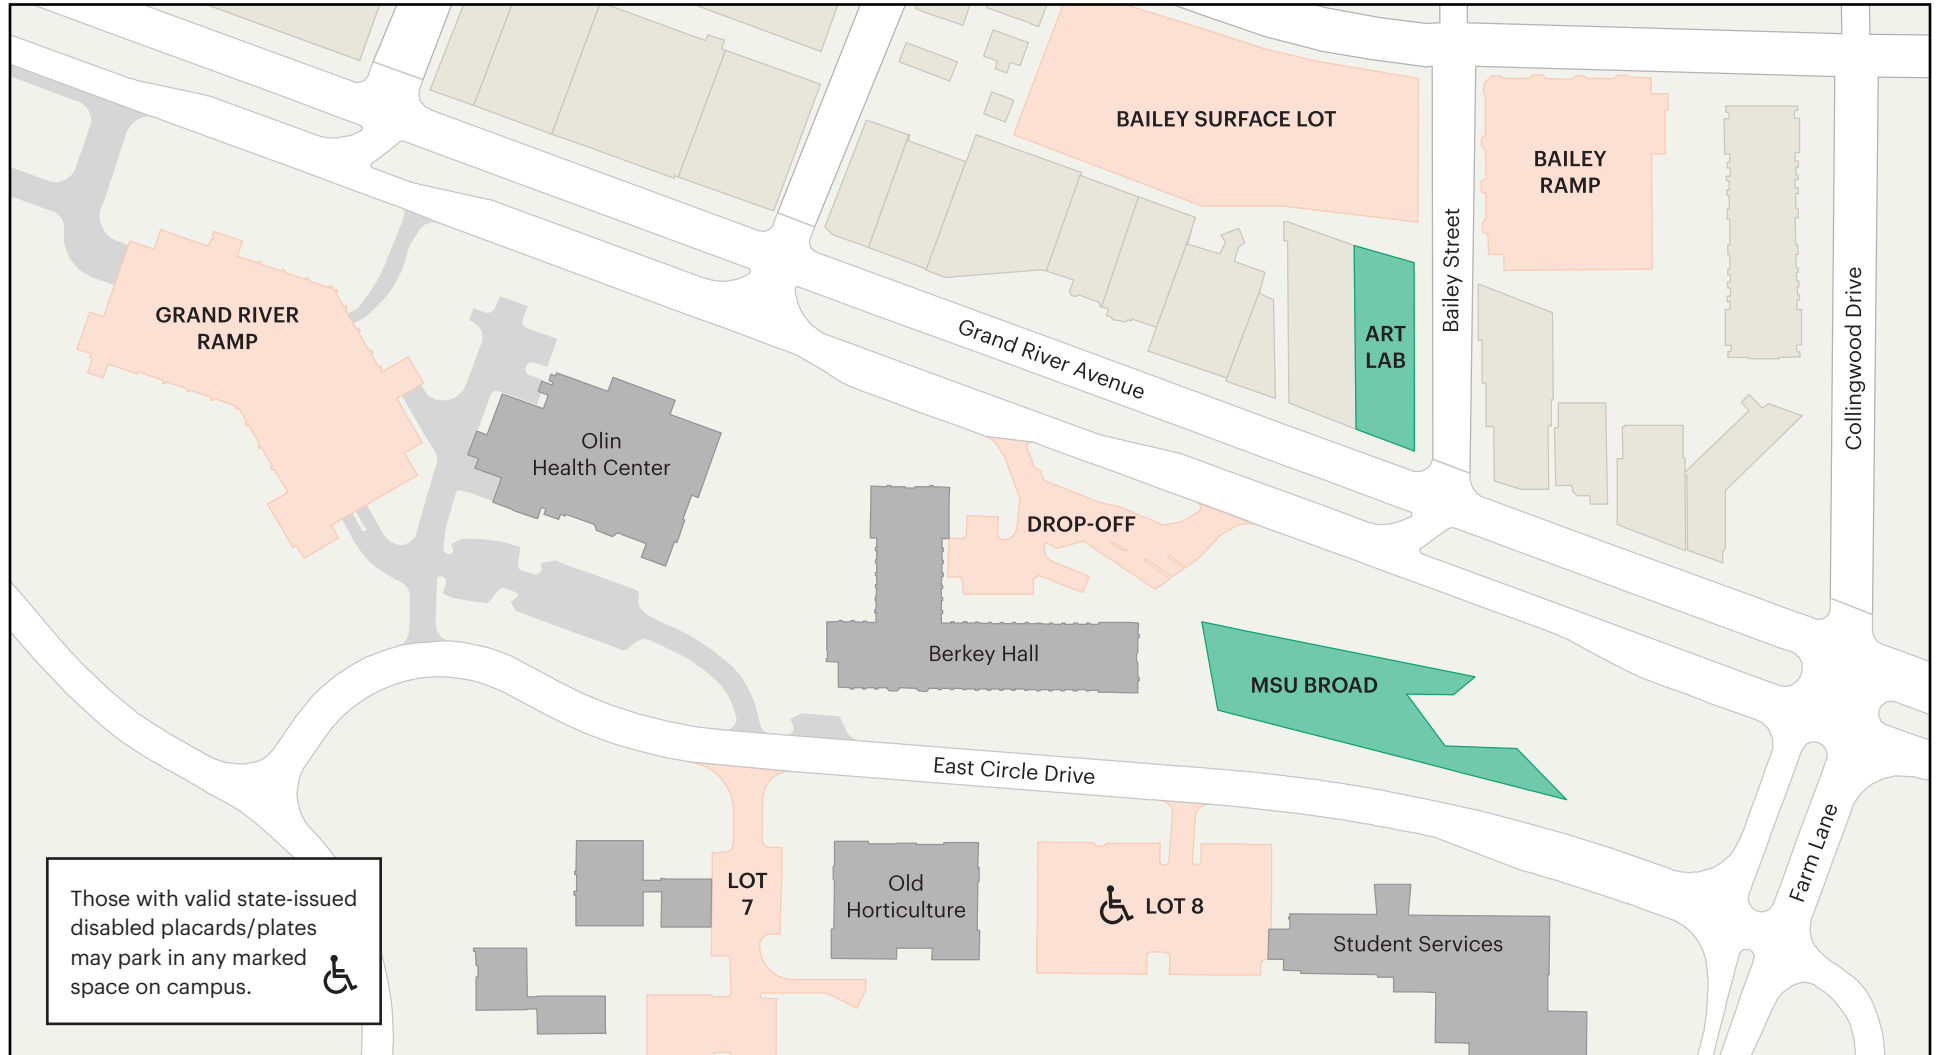 BAILEY SURFACE LOT
BAILEY
RAMP
Bailey Street
Collingwood Drive
GRAND RIVER
RAMP
Grand River Avenue
ART
LAB
Olin
Health Center
DROP-OFF
Berkey Hall
MSU BROAD
East Circle Drive
Farm Lane
LOT
7
Old
Horticulture
LOT 8
Student Services
Those with valid state-issued
disabled placards/plates
may park in any marked
space on campus.